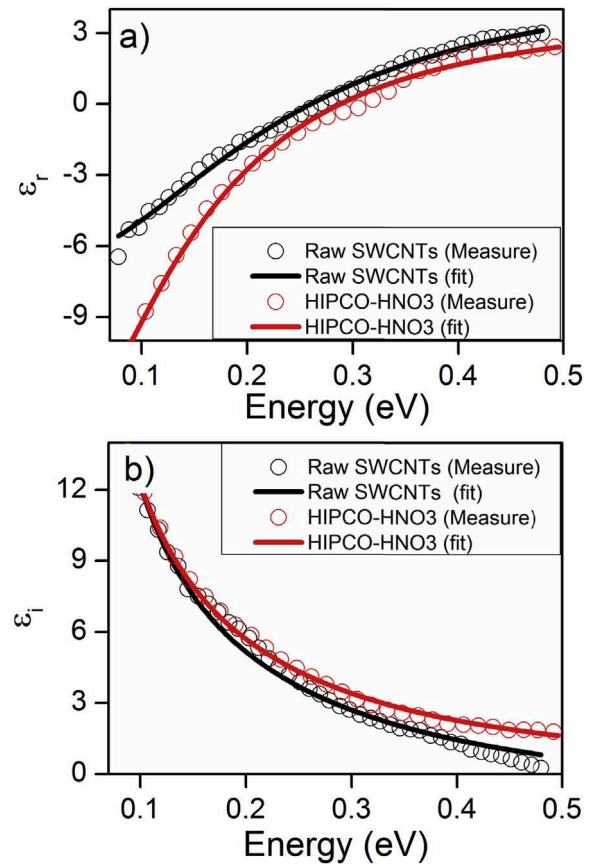 a)
3
0
-3
-6
-9
εr
Raw SWCNTs (Measure)
Raw SWCNTs (fit)
HIPCO-HNO3 (Measure)
HIPCO-HNO3 (fit)
0.1 0.2 0.3 0.4 0.5
Energy (eV)
b)
12
9
6
3
0
εi
Raw SWCNTs (Measure)
Raw SWCNTs (fit)
HIPCO-HNO3 (Measure)
HIPCO-HNO3 (fit)
0.1 0.2 0.3 0.4 0.5
Energy (eV)